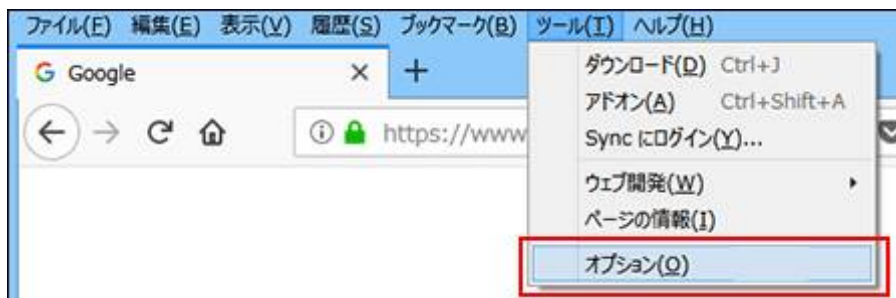 ファイル(F) 編集(E) 表示(V) 履歴(S) ブックマーク(B) ツール(T) ヘルプ(H)
Google
https://www
ダウンロード(D) Ctrl+J
アドオン(A) Ctrl+Shift+A
Sync にログイン(Y)...
ウェブ開発(W)
ページの情報(I)
オプション(O)